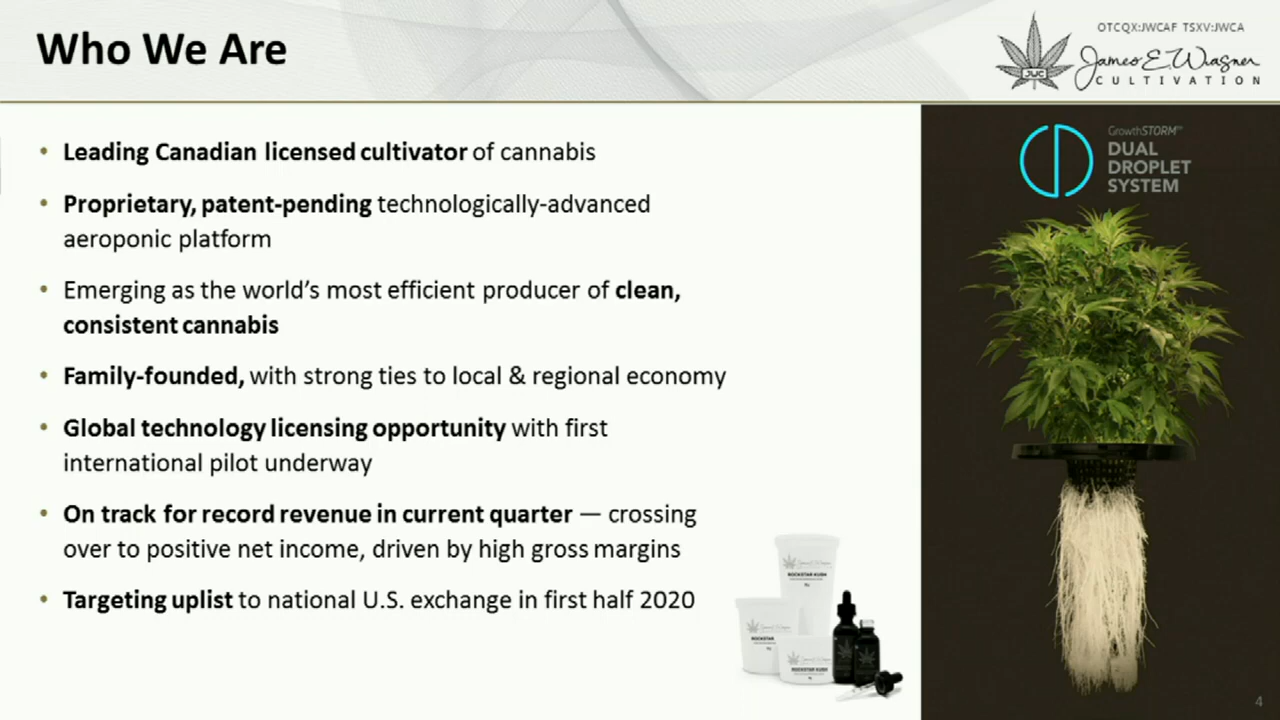 Who We Are
OTCQX:JWCAF TSXV:JWCA
JWC
James E. Wagner
CULTIVATION
• Leading Canadian licensed cultivator of cannabis
• Proprietary, patent-pending technologically-advanced
aeroponic platform
• Emerging as the world’s most efficient producer of clean,
consistent cannabis
• Family-founded, with strong ties to local & regional economy
• Global technology licensing opportunity with first
international pilot underway
• On track for record revenue in current quarter — crossing
over to positive net income, driven by high gross margins
• Targeting uplist to national U.S. exchange in first half 2020
GrowthSTORM™
DUAL
DROPLET
SYSTEM
ROCKSTAR KUSH
ROCKSTAR
ROCKSTAR KUSH
4